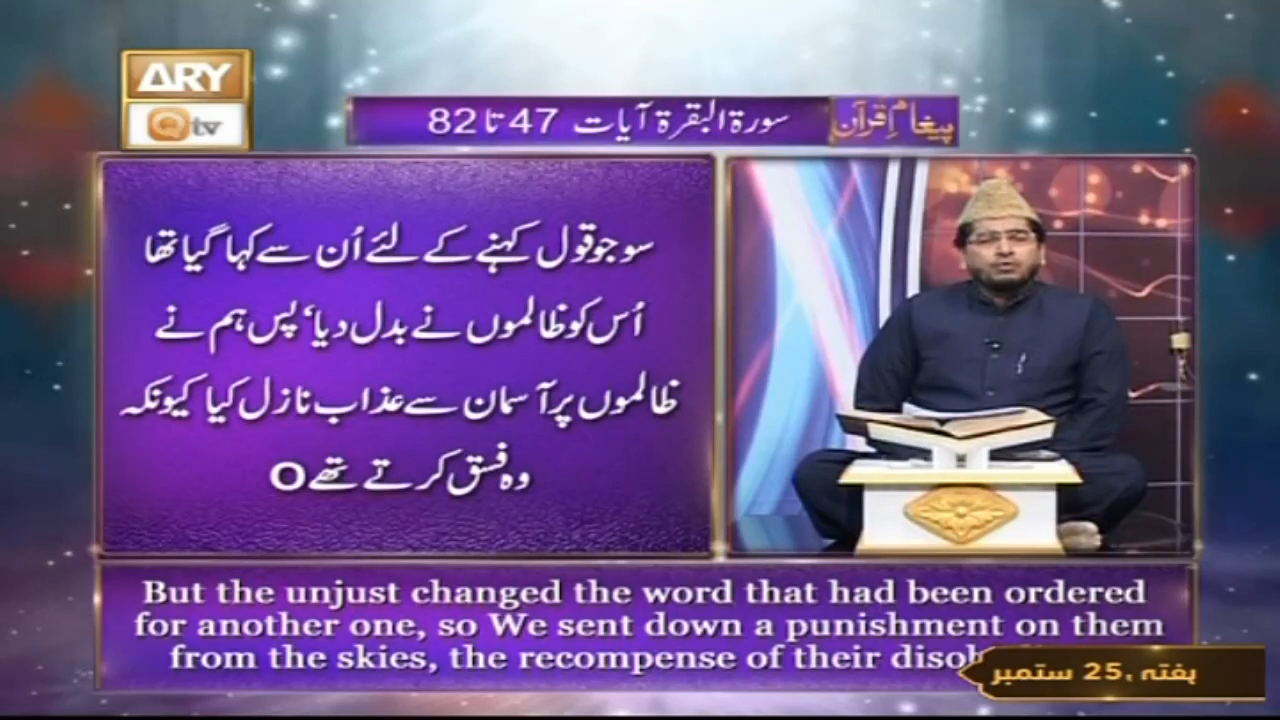 ARY
Qtv
پیغامِ قرآن
سورۃ البقرۃ آیات 47 تا 82
سو جو قول کہنے کے لئے اُن سے کہا گیا تھا
اُس کو ظالموں نے بدل دیا، پس ہم نے
ظالموں پر آسمان سے عذاب نازل کیا کیونکہ
وہ فسق کرتے تھے O
But the unjust changed the word that had been ordered
for another one, so We sent down a punishment on them
from the skies, the recompense of their
ہفتہ، 25 ستمبر